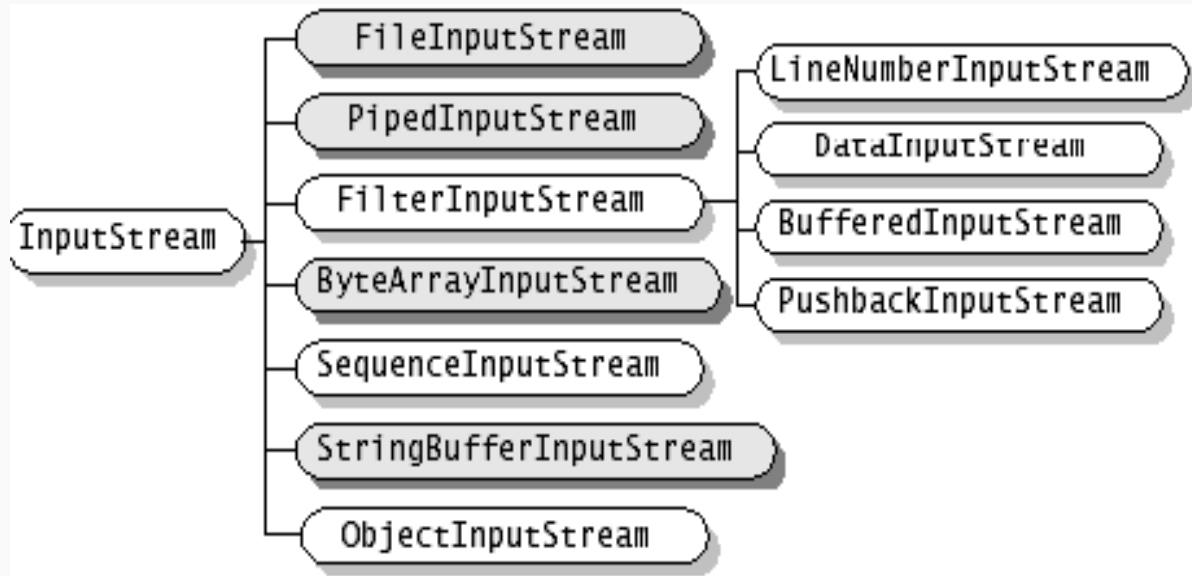 InputStream
FileInputStream
PipedInputStream
FilterInputStream
ByteArrayInputStream
SequenceInputStream
StringBufferInputStream
ObjectInputStream
LineNumberInputStream
DataInputStream
BufferedInputStream
PushbackInputStream